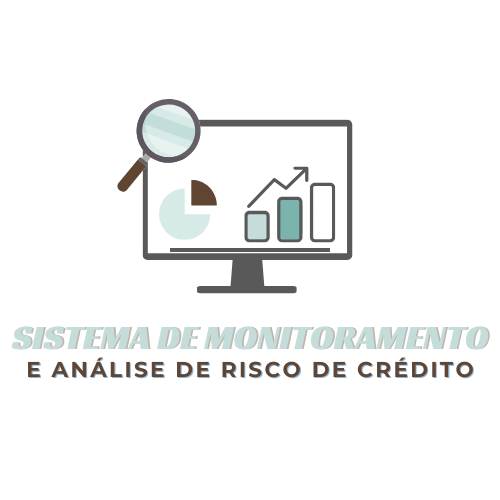 SISTEMA DE MONITORAMENTO
E ANÁLISE DE RISCO DE CRÉDITO